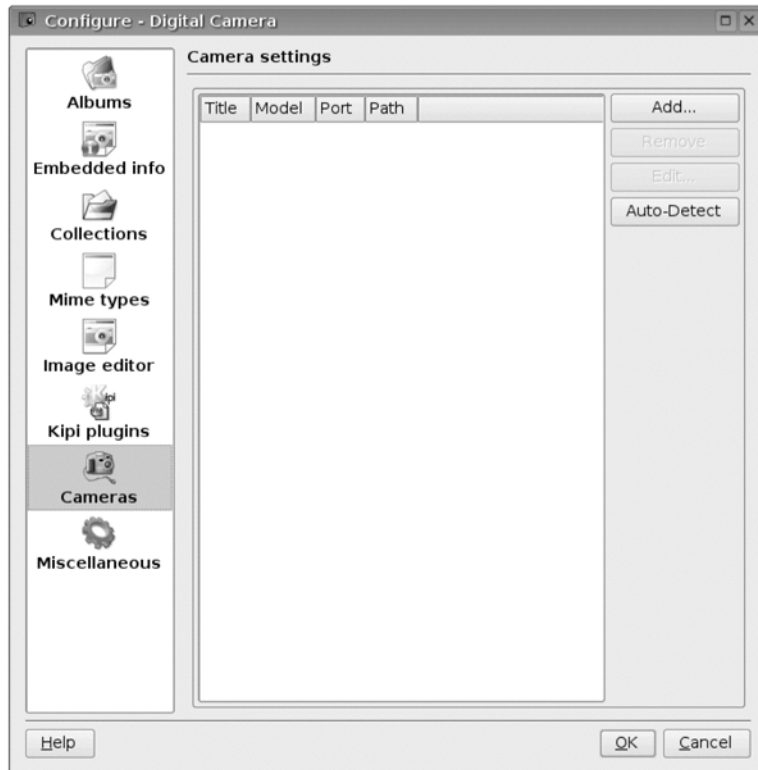 Configure - Digital Camera
Albums
Embedded info
Collections
Mime types
Image editor
Kipi plugins
Cameras
Miscellaneous
Camera settings
Title Model Port Path
Add...
Remove
Edit...
Auto-Detect
Help
OK Cancel